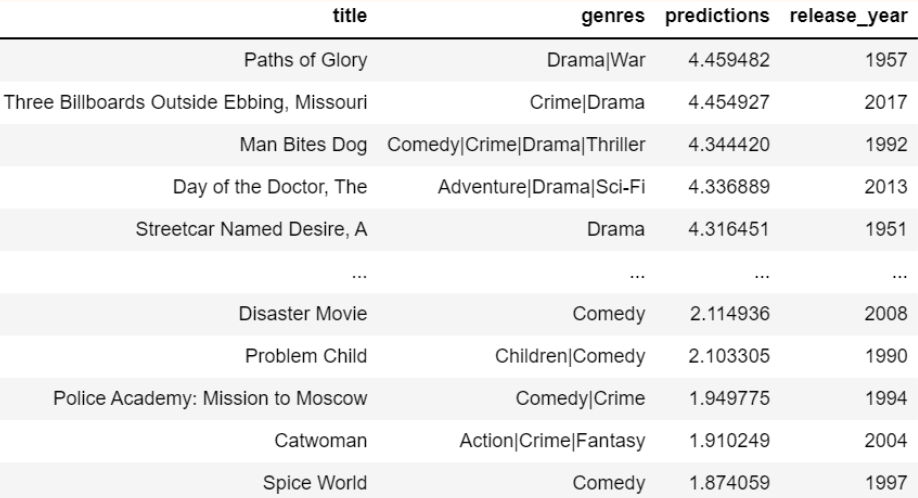 title genres predictions release_year
Paths of Glory Drama|War 4.459482 1957
Three Billboards Outside Ebbing, Missouri Crime|Drama 4.454927 2017
Man Bites Dog Comedy|Crime|Drama|Thriller 4.344420 1992
Day of the Doctor, The Adventure|Drama|Sci-Fi 4.336889 2013
Streetcar Named Desire, A Drama 4.316451 1951
... ... ... ...
Disaster Movie Comedy 2.114936 2008
Problem Child Children|Comedy 2.103305 1990
Police Academy: Mission to Moscow Comedy|Crime 1.949775 1994
Catwoman Action|Crime|Fantasy 1.910249 2004
Spice World Comedy 1.874059 1997